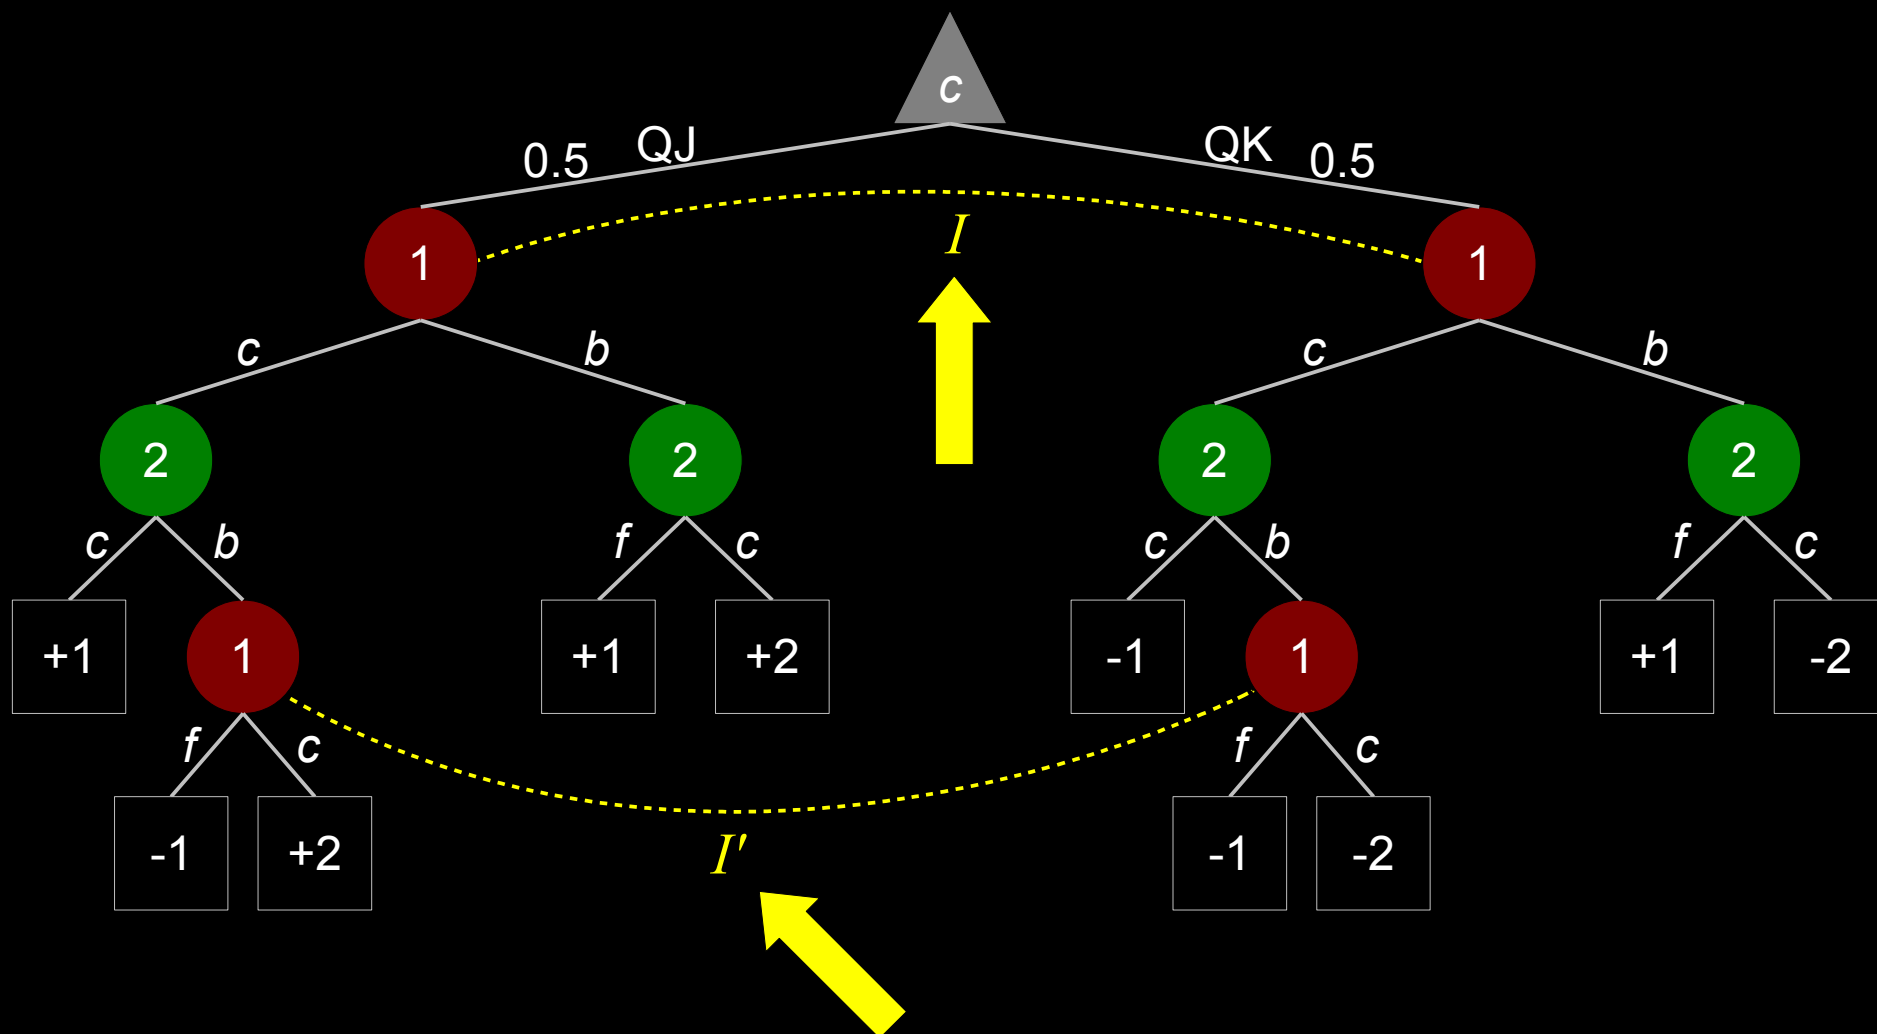 c
QJ QK
0.5 0.5
I
1 1
c b c b
2 2 2 2
c b f c c b f c
+1 1 +1 +2 -1 1 +1 -2
f c f c
I′
-1 +2 -1 -2